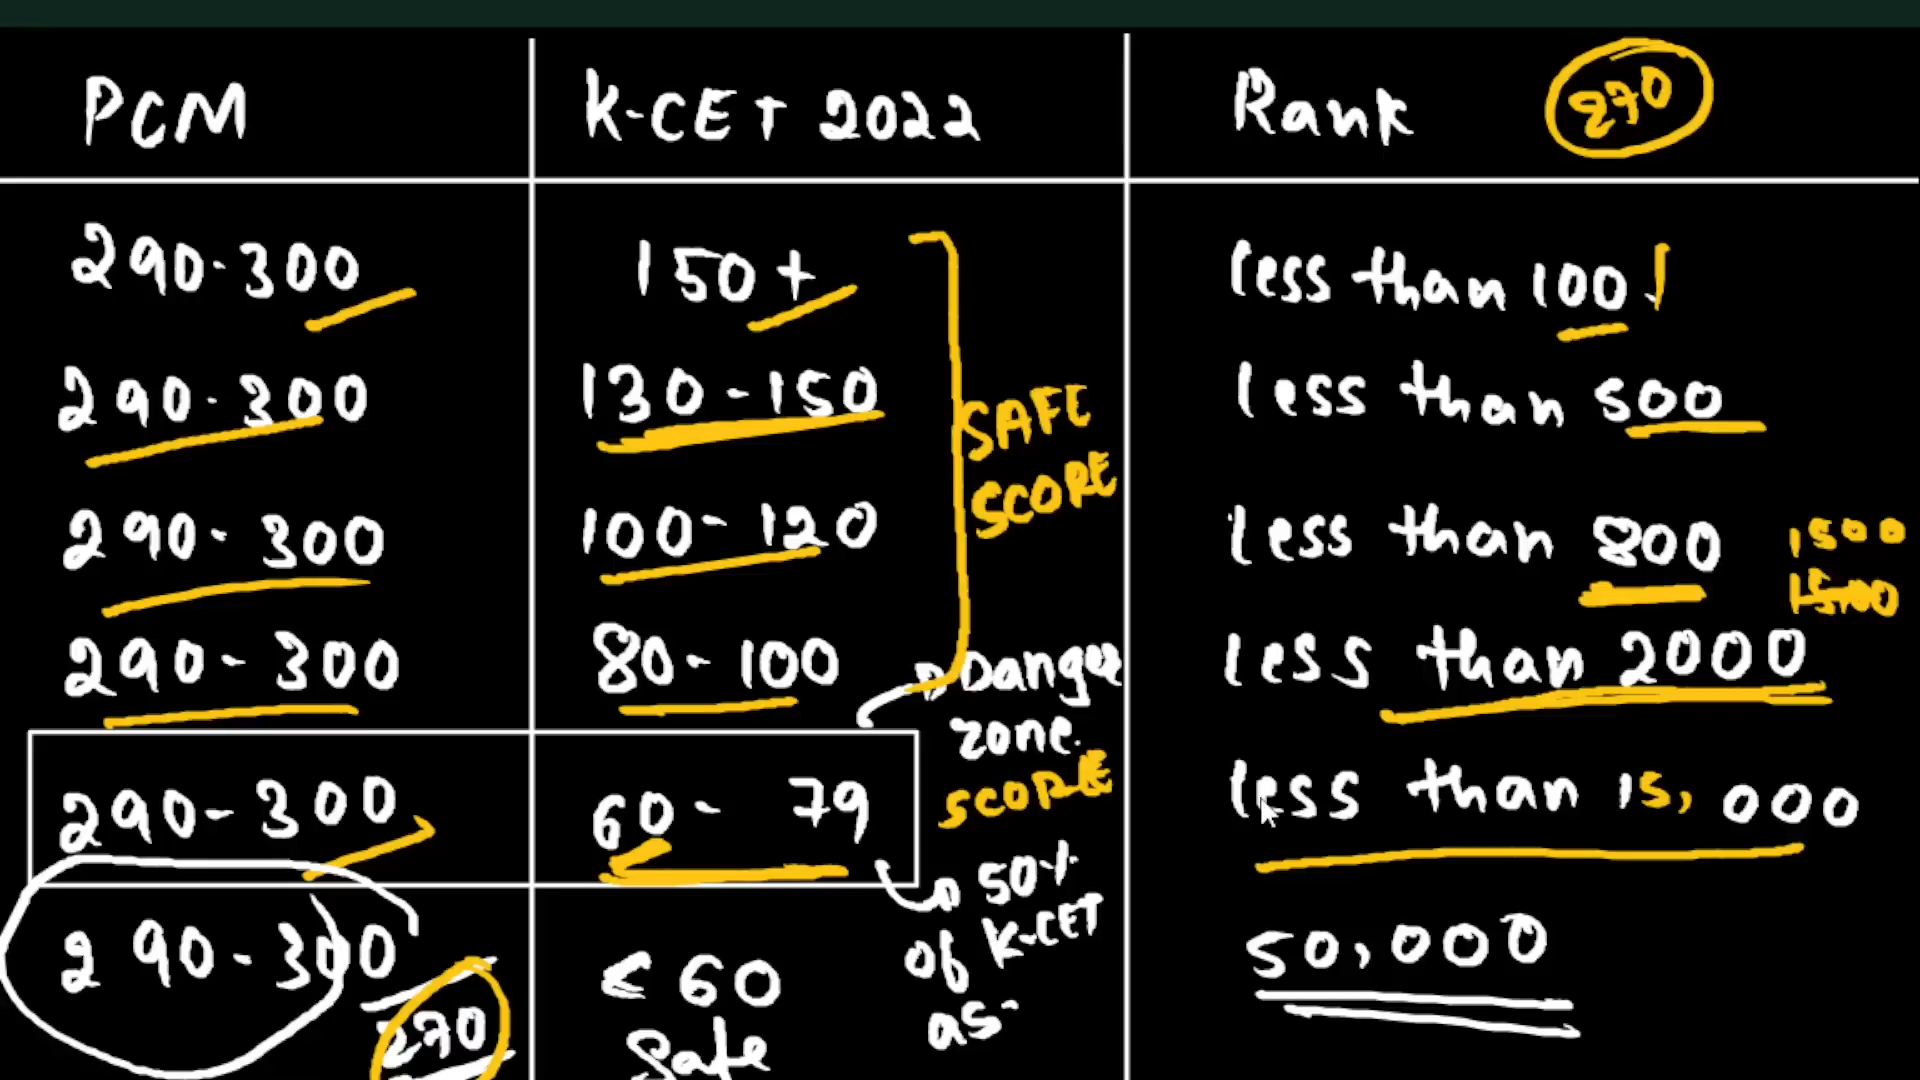 PCM K-CET 2022 Rank 270
290-300 150+ less than 100
290-300 130-150 less than 500
SAFE
SCORE
290-300 100-120 less than 800 1500
1500
290-300 80-100 less than 2000
Danger
zone.
SCORE
290-300 60-79 less than 15,000
50%
of K-CET
as
290-300 < 60 50,000
270 Safe